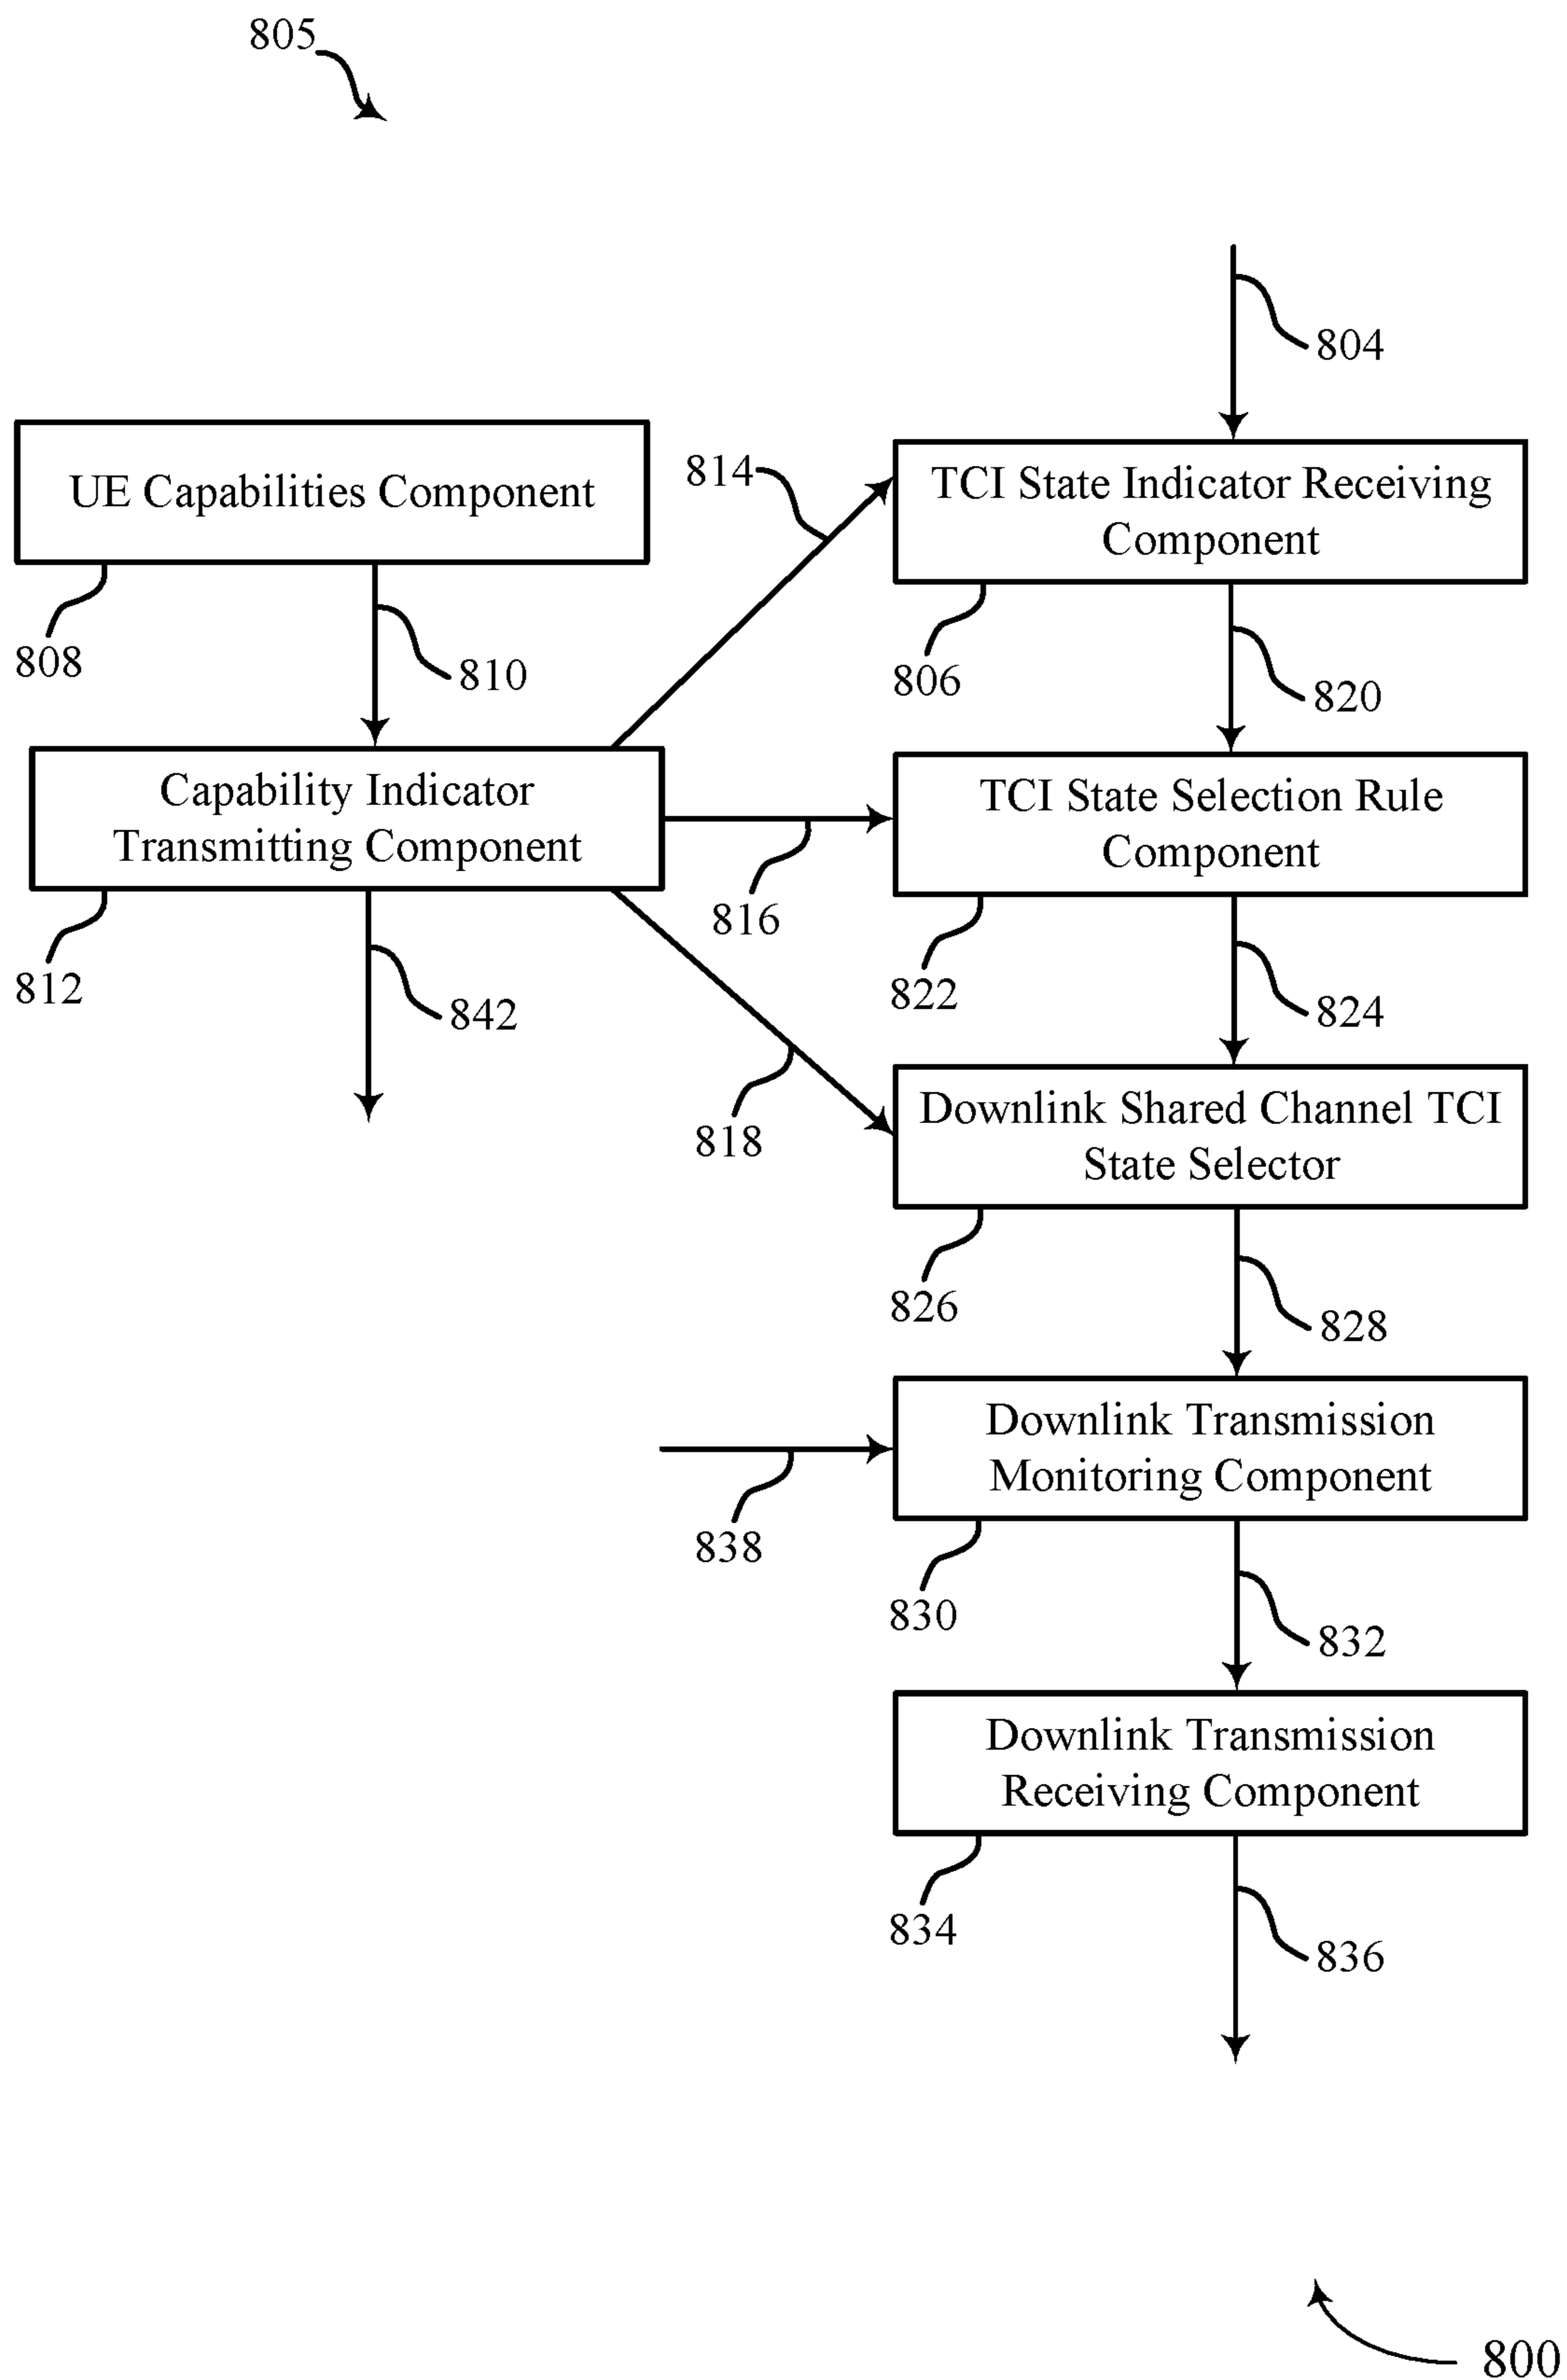 805
804
UE Capabilities Component
814
TCI State Indicator Receiving
Component
808
810
806
820
Capability Indicator
Transmitting Component
816
TCI State Selection Rule
Component
812
842
822
824
818
Downlink Shared Channel TCI
State Selector
826
828
838
Downlink Transmission
Monitoring Component
830
832
Downlink Transmission
Receiving Component
834
836
800